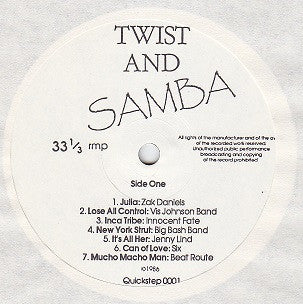 TWIST
AND
SAMBA
33 1/3 rmp
All rights of the manufacturer and of the
of the recorded work reserved.
Unauthorized public performance
broadcasting and copying
of the record prohibited
Side One
1. Julia: Zak Daniels
2. Lose All Control: Vis Johnson Band
3. Inca Tribe: Innocent Fate
4. New York Strut: Big Bash Band
5. It's All Her: Jenny Lind
6. Can of Love: Six
7. Mucho Macho Man: Beat Route
©1986
Quickstep 0001